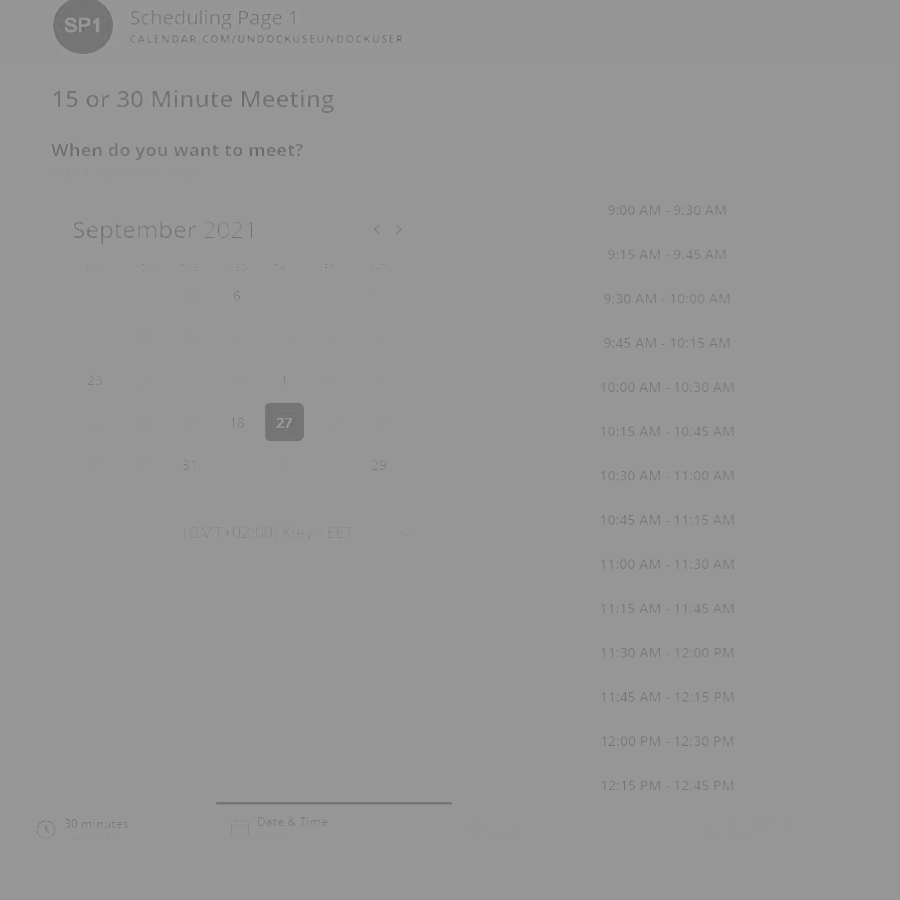 SP1
Scheduling Page 1
CALENDAR.COM/UNDOCKUSEUNDOCKUSER
15 or 30 Minute Meeting
When do you want to meet?
September 2021 < >
6
23 1
18 27
31 29
(GMT+02:00) Kiev EET
9:00 AM - 9:30 AM
9:15 AM - 9:45 AM
9:30 AM - 10:00 AM
9:45 AM - 10:15 AM
10:00 AM - 10:30 AM
10:15 AM - 10:45 AM
10:30 AM - 11:00 AM
10:45 AM - 11:15 AM
11:00 AM - 11:30 AM
11:15 AM - 11:45 AM
11:30 AM - 12:00 PM
11:45 AM - 12:15 PM
12:00 PM - 12:30 PM
12:15 PM - 12:45 PM
30 minutes
Date & Time